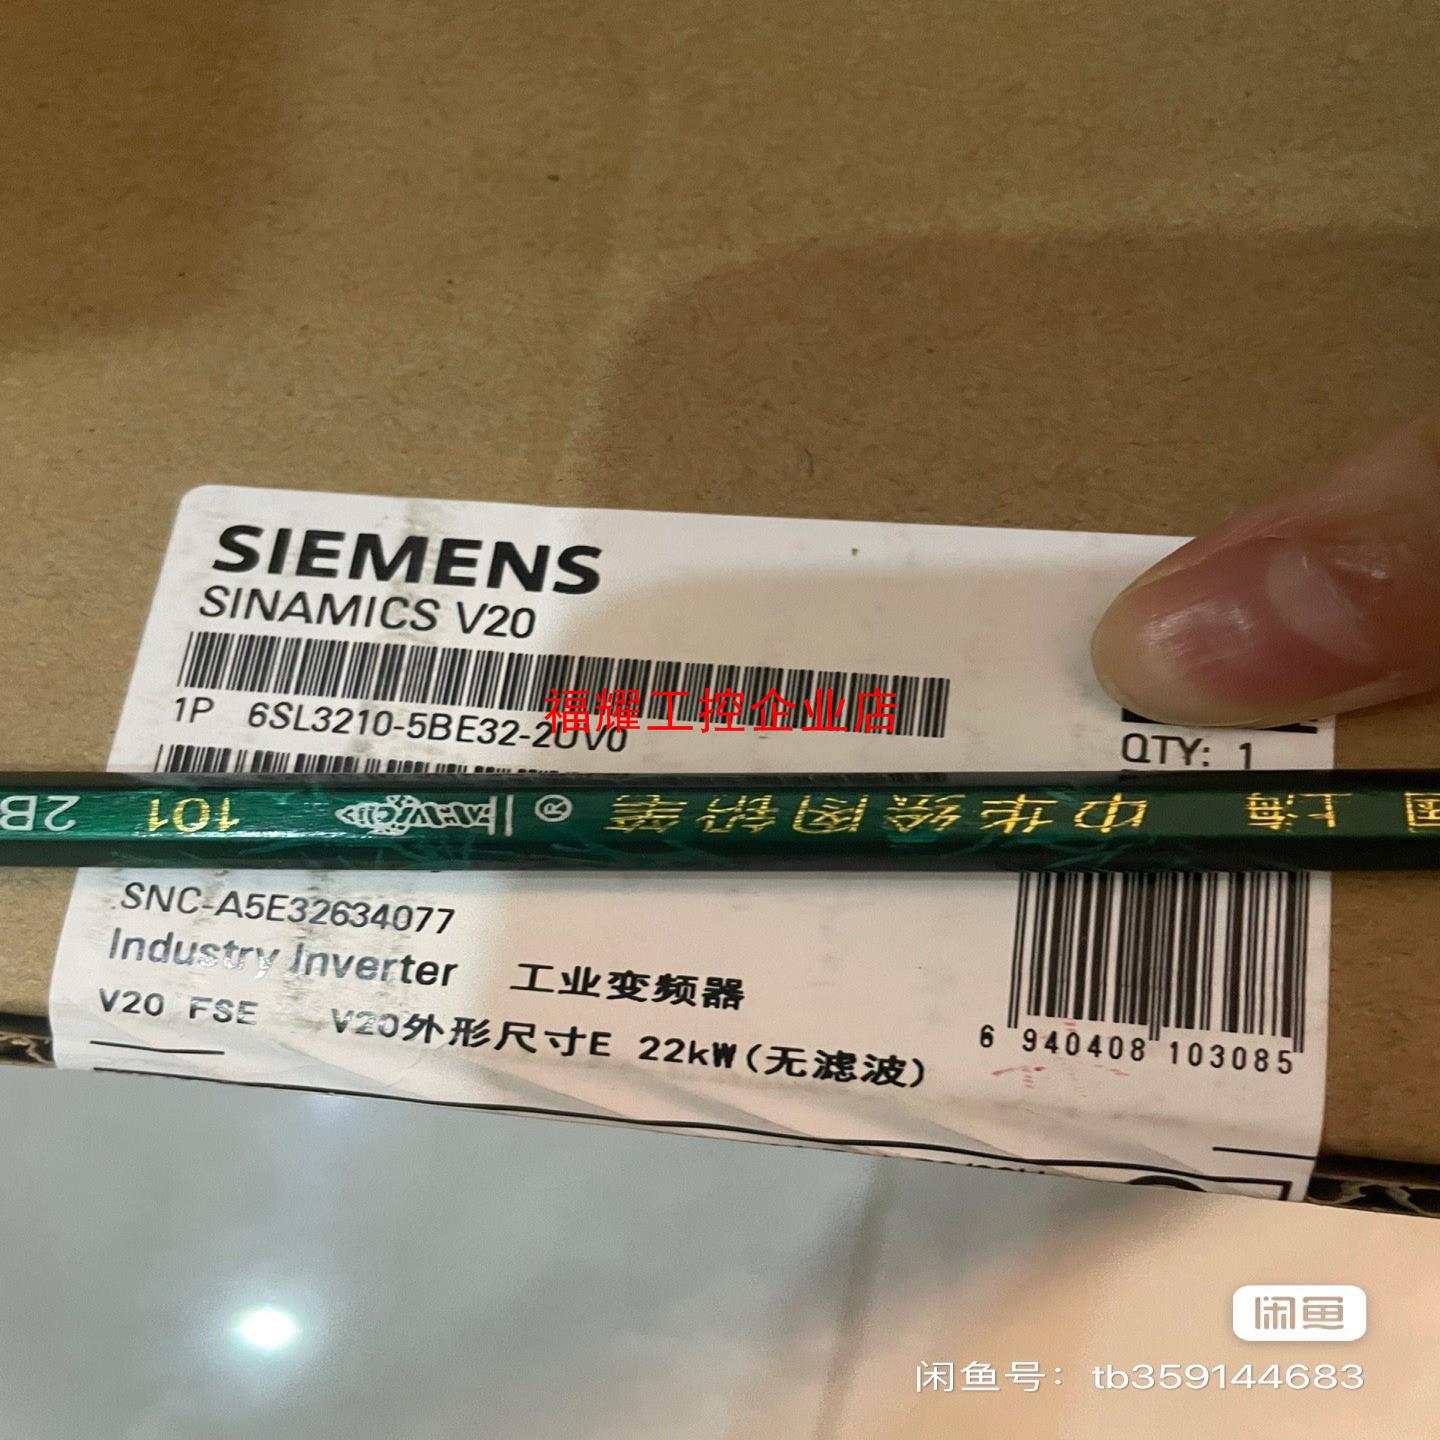 SIEMENS
SINAMICS V20
1P 6SL3210-5BE32-2UV0
福耀工控企业店
QTY: 1
2B 101 ® 中华绘图铅笔 中国上海
SNC-A5E32634077
Industry Inverter 工业变频器
V20 FSE V20外形尺寸E 22kW(无滤波)
6 940408 103085
闲鱼
闲鱼号: tb359144683